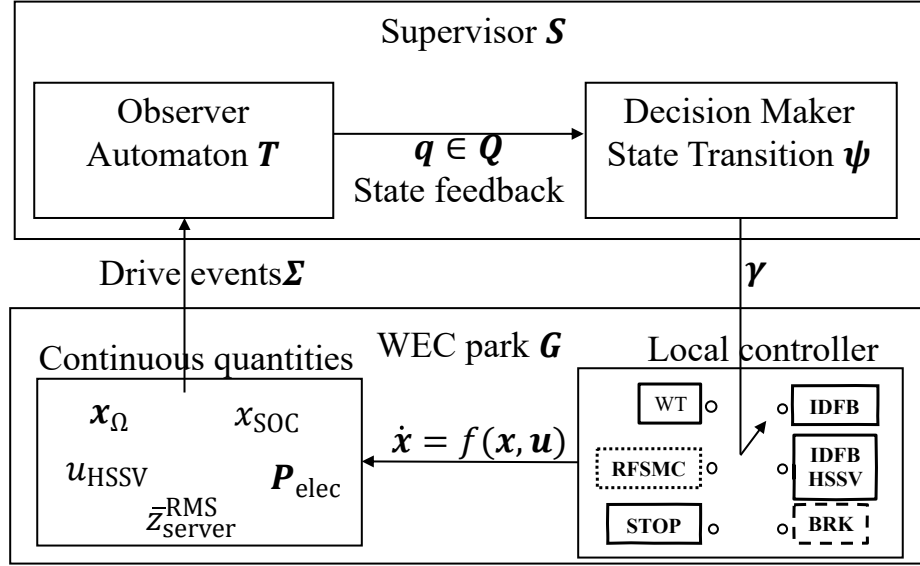 Supervisor S
Observer
Automaton T
q ∈ Q
State feedback
Decision Maker
State Transition ψ
Drive eventsΣ
γ
WEC park G
Continuous quantities
x_Ω
x_SOC
u_HSSV
P_elec
z̄_server^RMS
ẋ = f(x, u)
Local controller
WT
IDFB
RFSMC
IDFB
HSSV
STOP
BRK